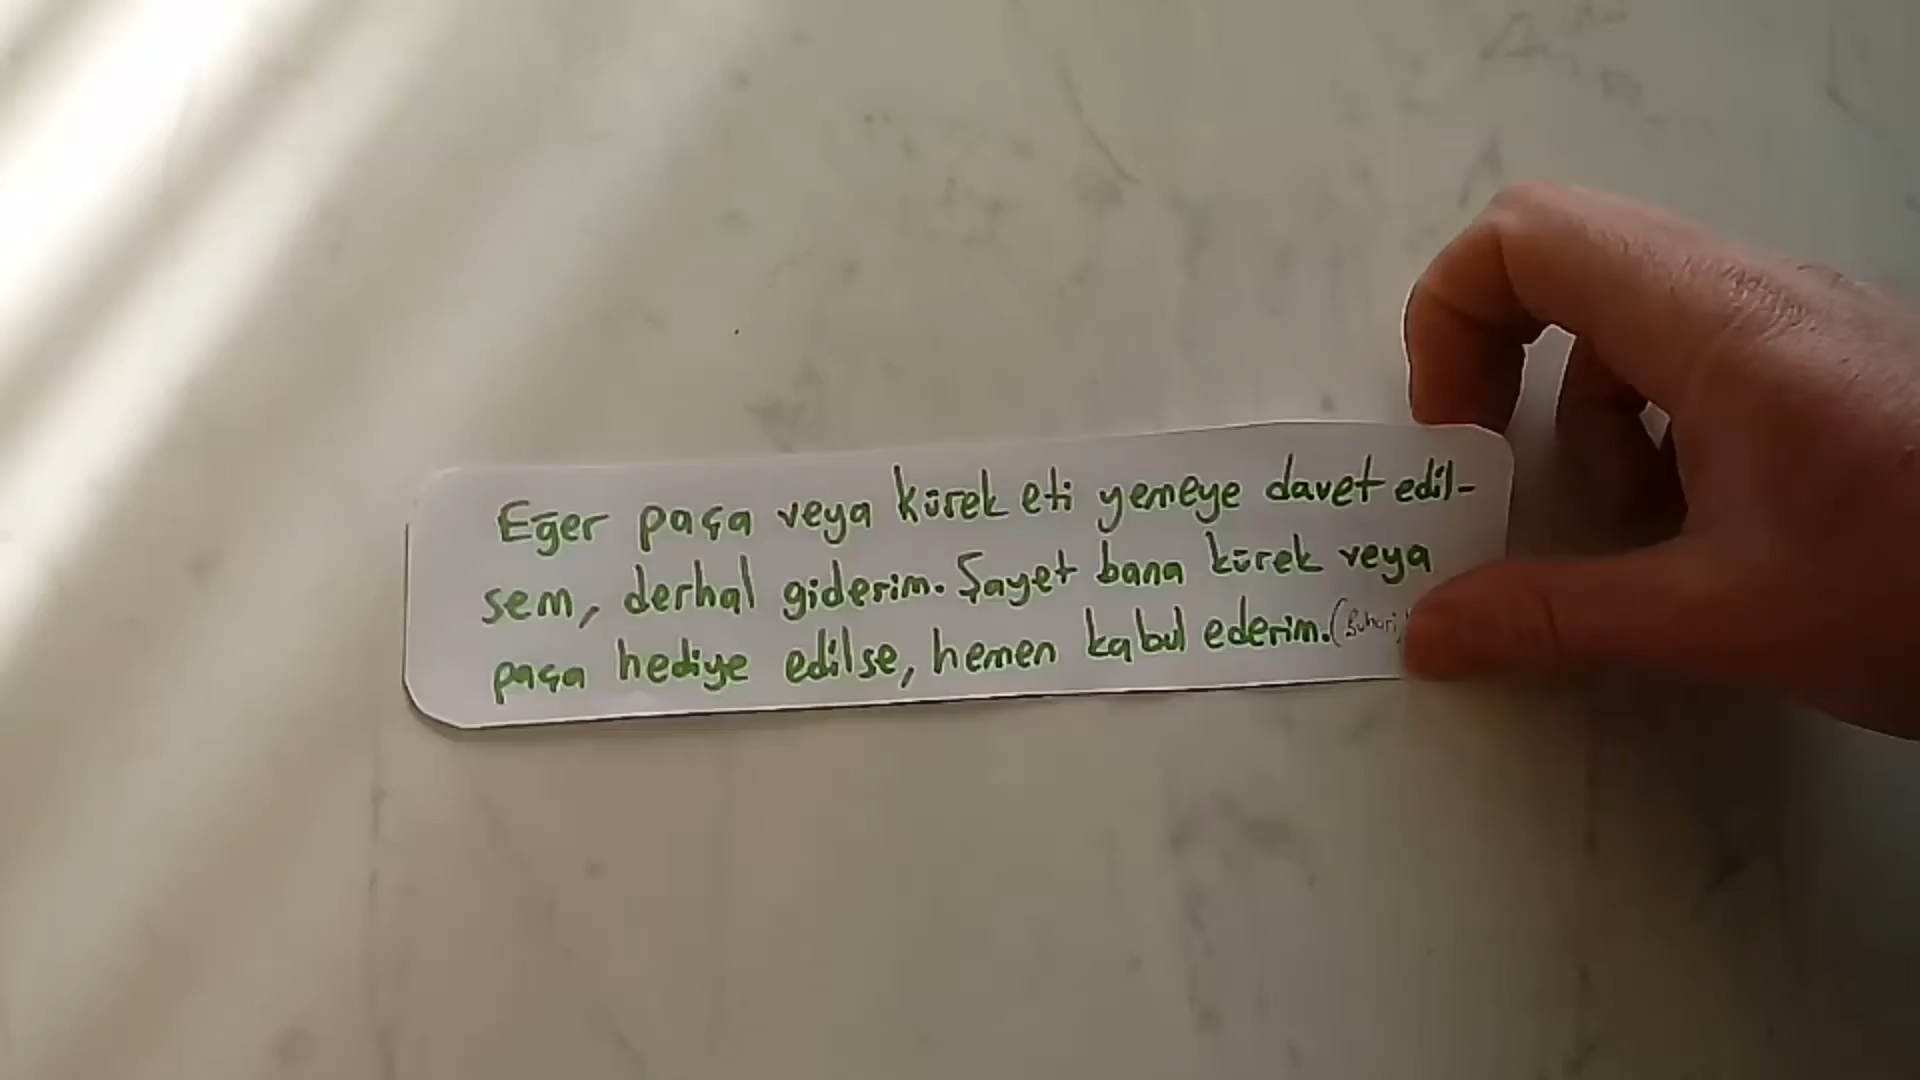 Eğer paça veya kürek eti yemeye davet edil-
sem, derhal giderim. Şayet bana kürek veya
paça hediye edilse, hemen kabul ederim. (Buhari,